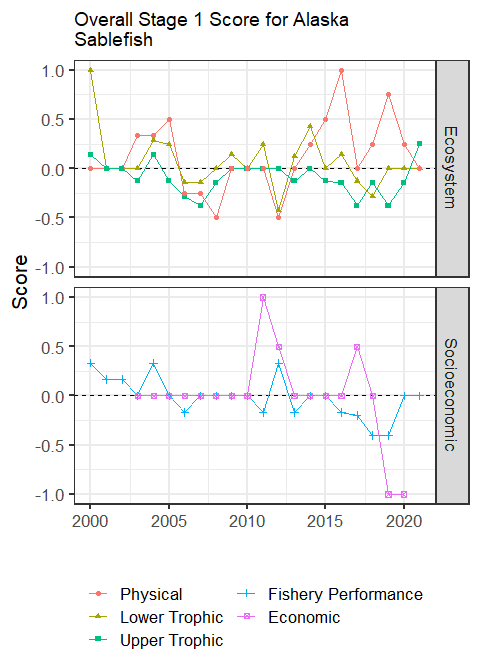 Overall Stage 1 Score for Alaska
Sablefish
1.0
0.5
0.0
-0.5
-1.0
Ecosystem
Score
1.0
0.5
0.0
-0.5
-1.0
Socioeconomic
2000 2005 2010 2015 2020
Physical Fishery Performance
Lower Trophic Economic
Upper Trophic